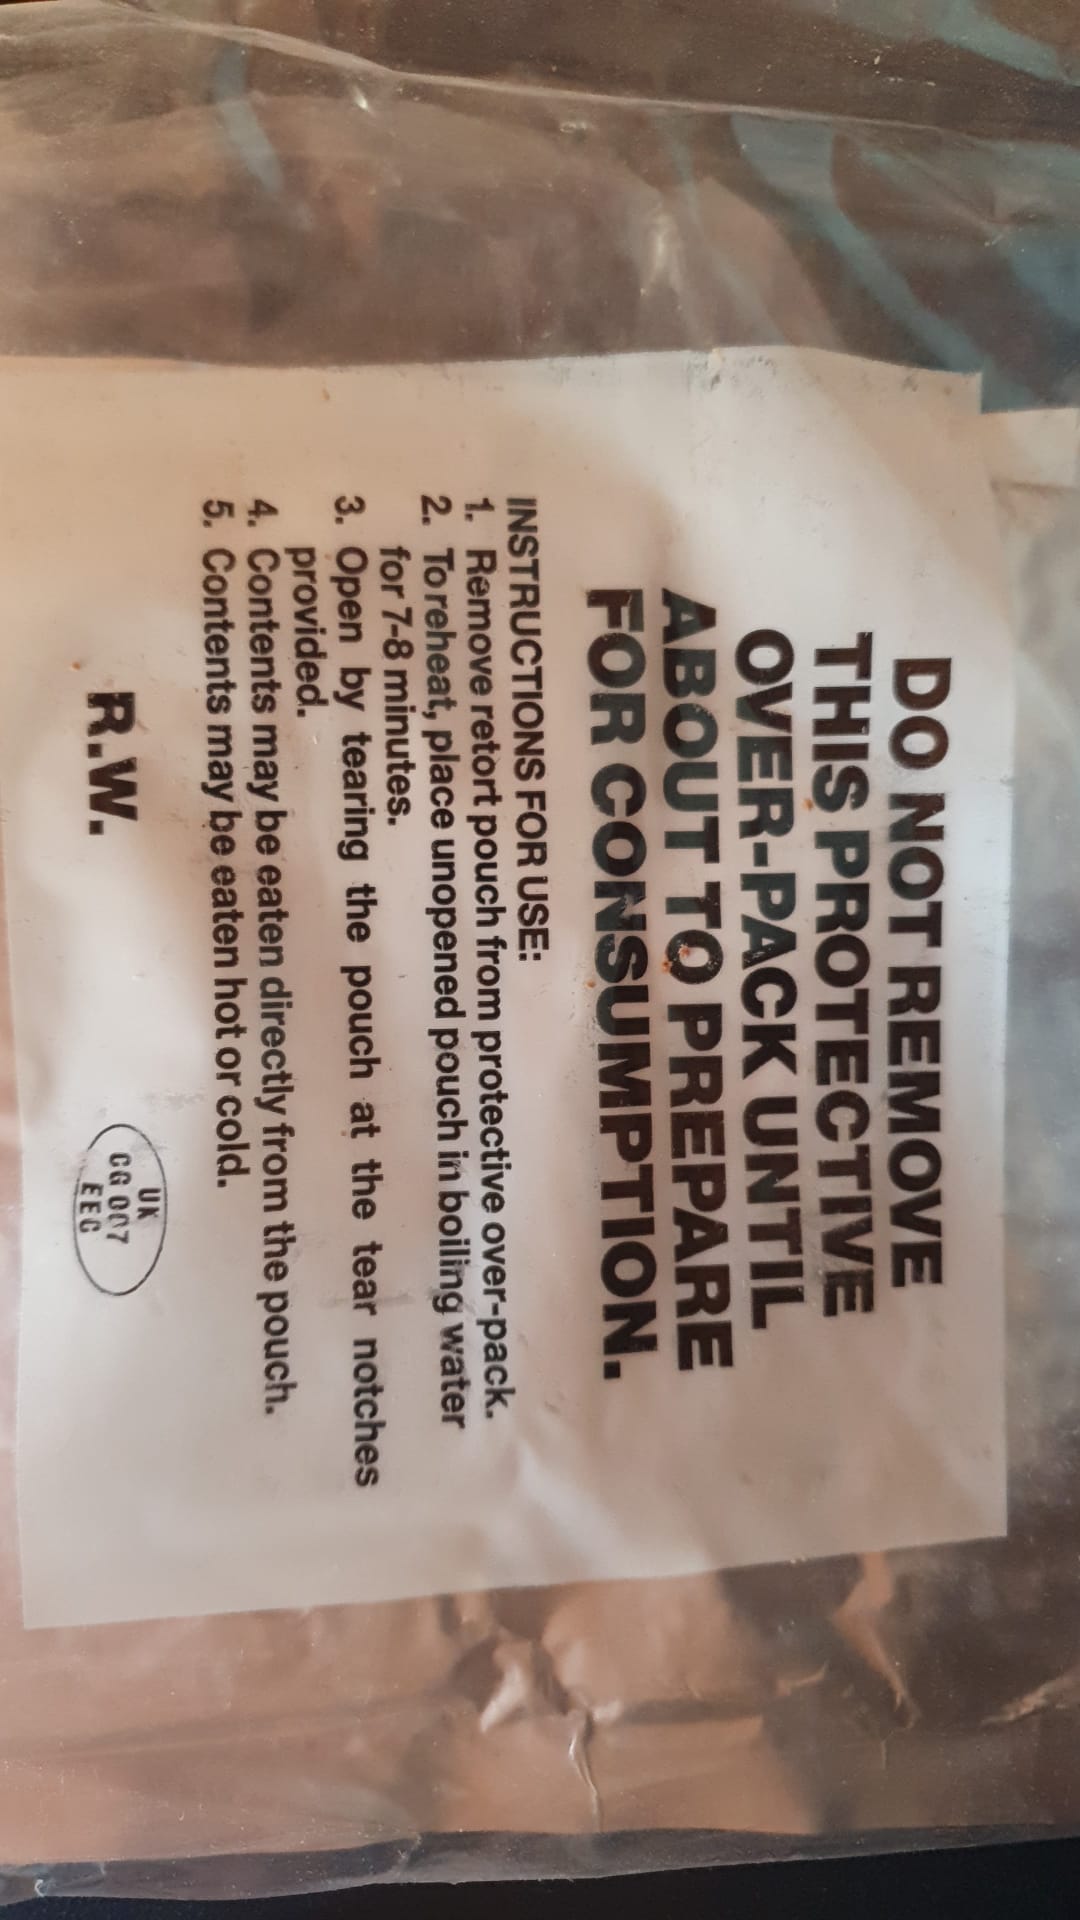 DO NOT REMOVE
THIS PROTECTIVE
OVER-PACK UNTIL
ABOUT TO PREPARE
FOR CONSUMPTION.
INSTRUCTIONS FOR USE:
1. Remove retort pouch from protective over-pack.
2. To reheat, place unopened pouch in boiling water
for 7-8 minutes.
3. Open by tearing the pouch at the tear notches
provided.
4. Contents may be eaten directly from the pouch.
5. Contents may be eaten hot or cold.
R.W.
UK
CG 007
EEC